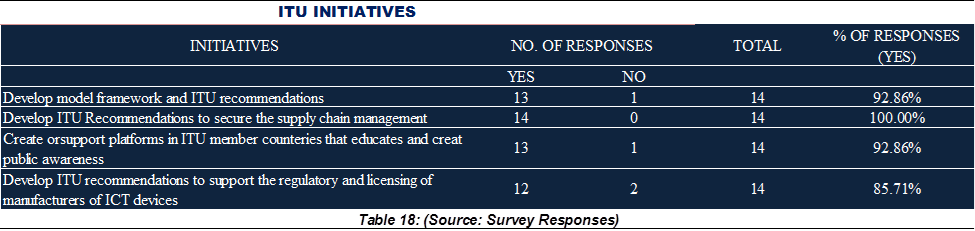 ITU INITIATIVES
INITIATIVES NO. OF RESPONSES TOTAL % OF RESPONSES
(YES)
YES NO
Develop model framework and ITU recommendations 13 1 14 92.86%
Develop ITU Recommendations to secure the supply chain management 14 0 14 100.00%
Create orsupport platforms in ITU member counteries that educates and creat
public awareness 13 1 14 92.86%
Develop ITU recommendations to support the regulatory and licensing of
manufacturers of ICT devices 12 2 14 85.71%
Table 18: (Source: Survey Responses)